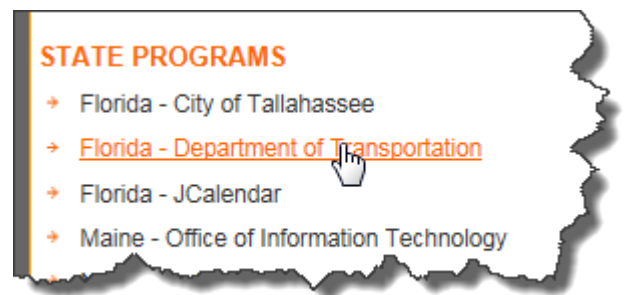 STATE PROGRAMS
Florida - City of Tallahassee
Florida - Department of Transportation
Florida - JCalendar
Maine - Office of Information Technology